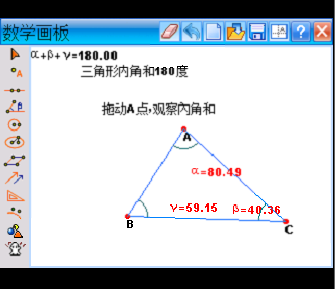 数学画板
α+β+γ=180.00
三角形内角和180度
拖动A点,观察内角和
A
α=80.49
γ=59.15 β=40.36
B
C